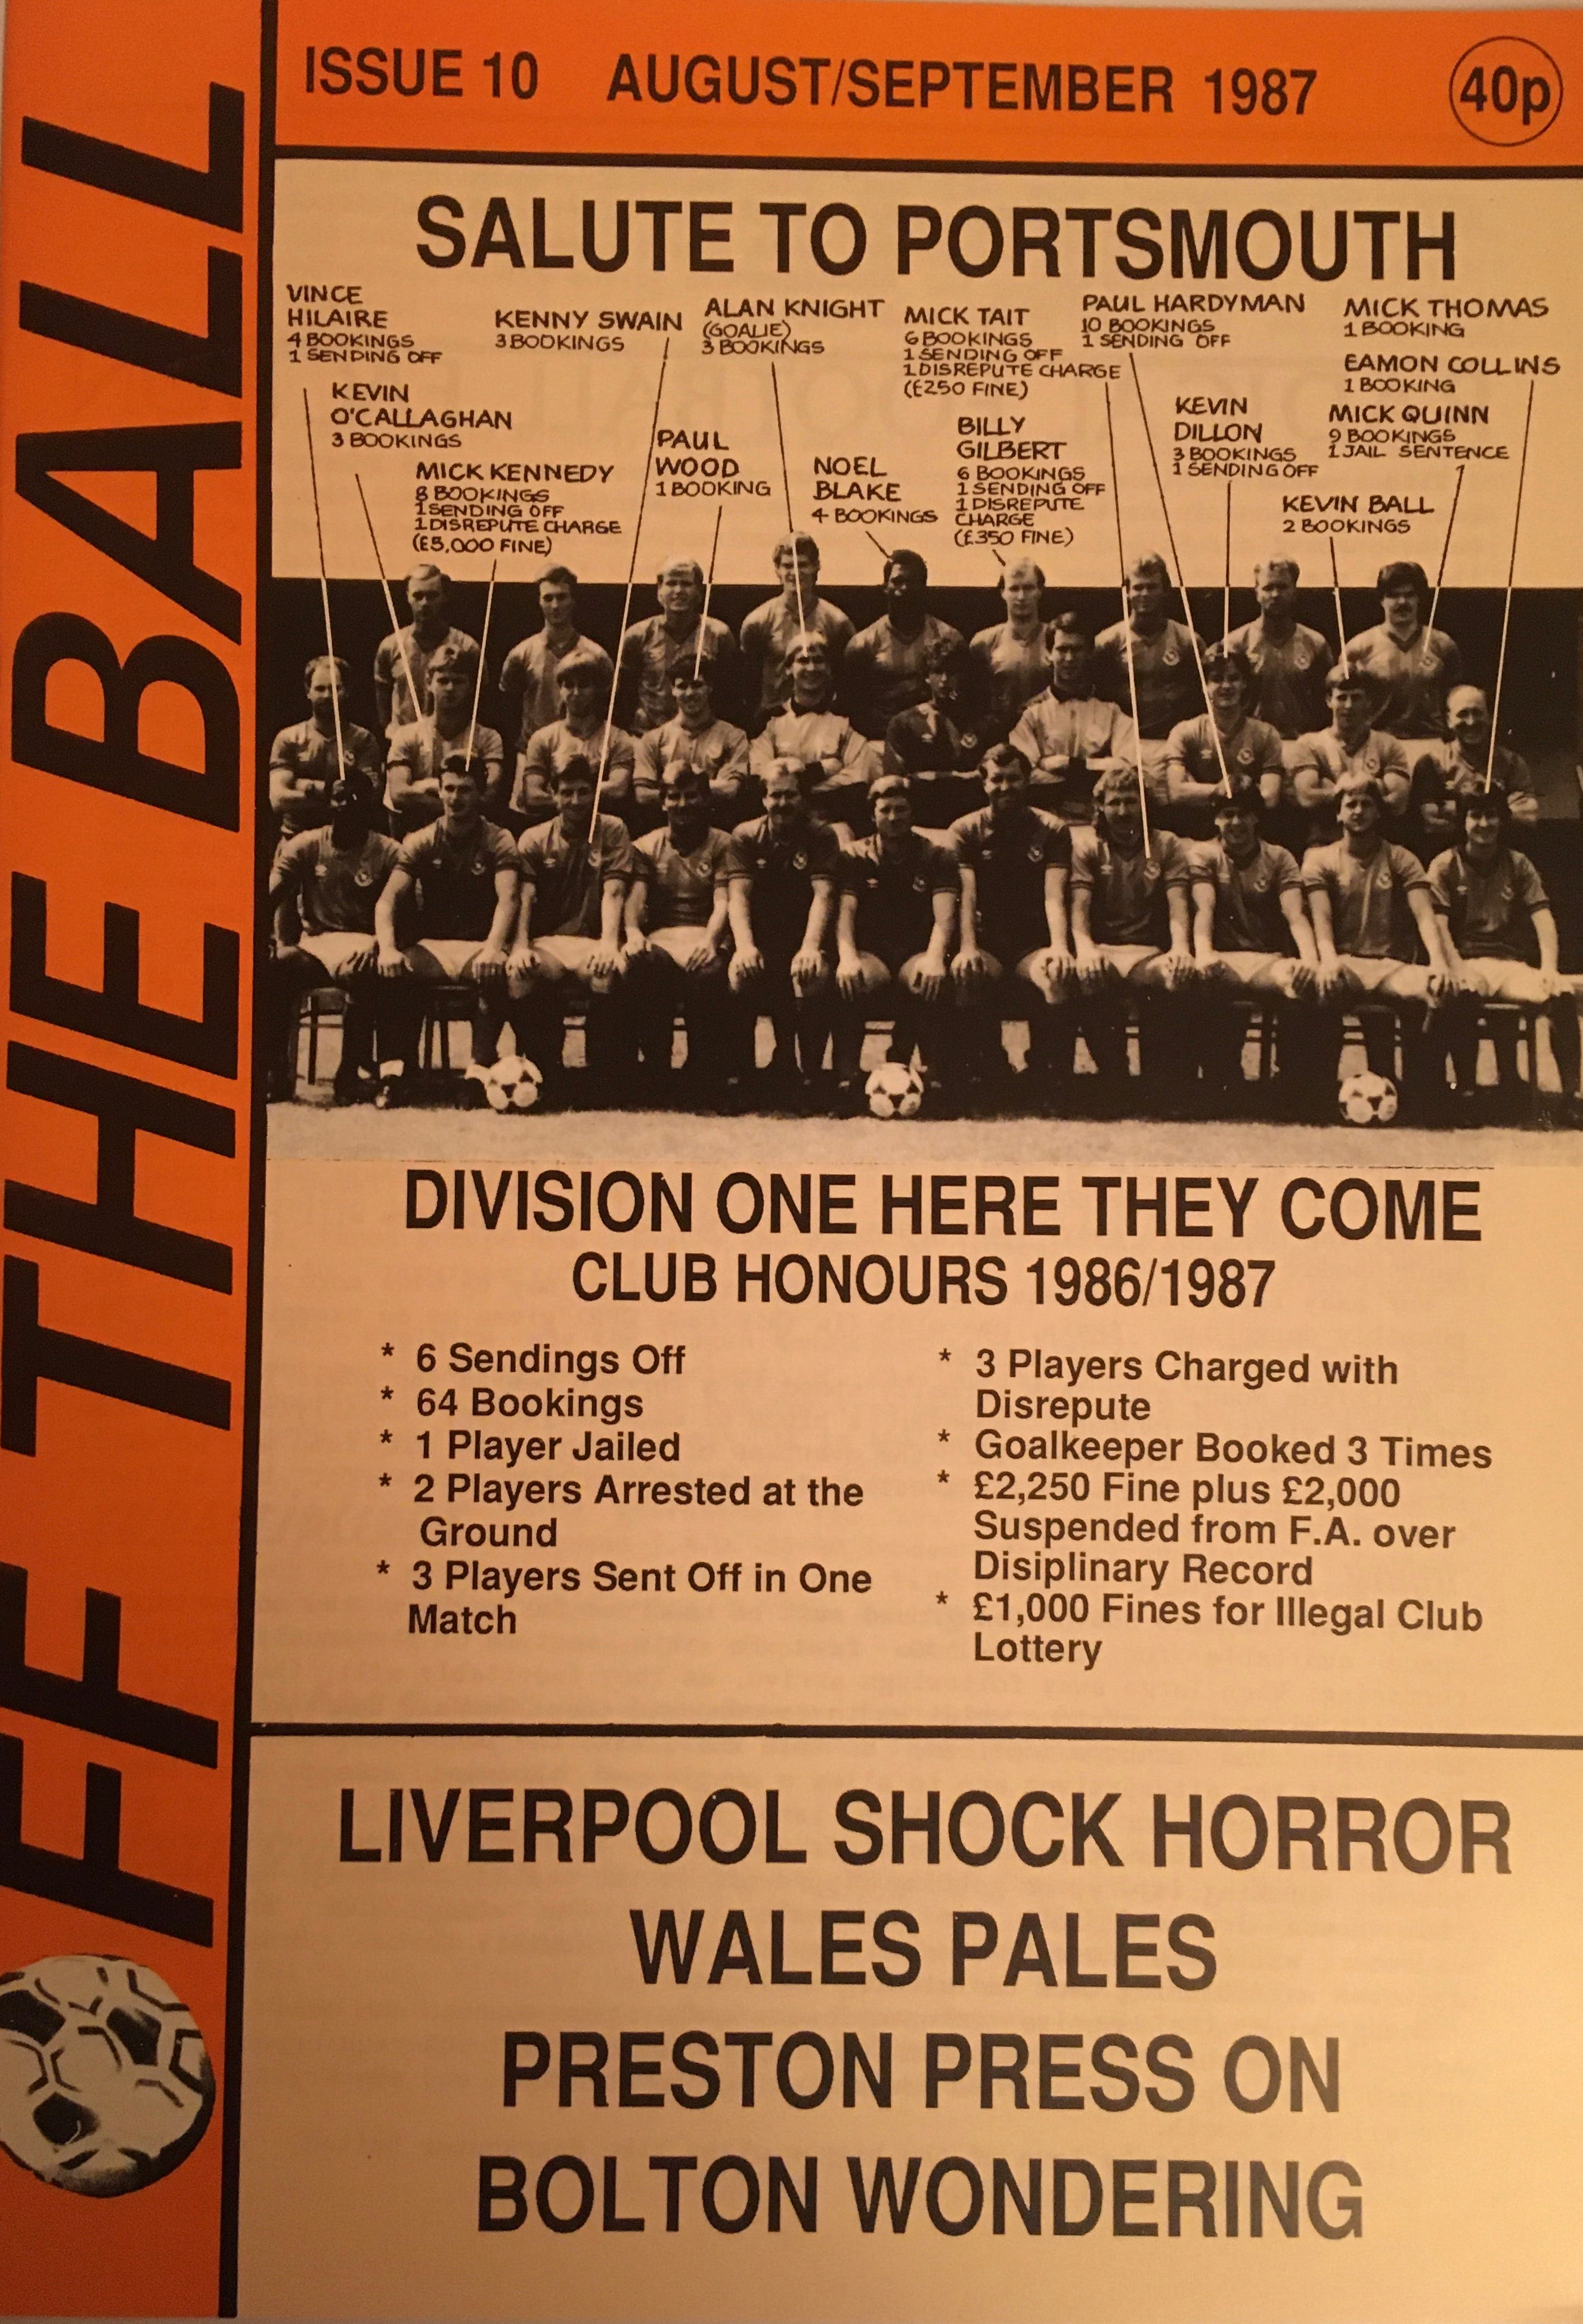 OFF THE BALL
ISSUE 10 AUGUST/SEPTEMBER 1987 40p
SALUTE TO PORTSMOUTH
VINCE
HILAIRE
4 BOOKINGS
1 SENDING OFF
KEVIN
O'CALLAGHAN
3 BOOKINGS
MICK KENNEDY
8 BOOKINGS
1 SENDING OFF
1 DISREPUTE CHARGE
(£5,000 FINE)
KENNY SWAIN
3 BOOKINGS
PAUL
WOOD
1 BOOKING
ALAN KNIGHT
(GOALIE)
3 BOOKINGS
NOEL
BLAKE
4 BOOKINGS
MICK TAIT
6 BOOKINGS
1 SENDING OFF
1 DISREPUTE CHARGE
(£250 FINE)
BILLY
GILBERT
6 BOOKINGS
1 SENDING OFF
1 DISREPUTE
CHARGE
(£350 FINE)
PAUL HARDYMAN
10 BOOKINGS
1 SENDING OFF
KEVIN
DILLON
3 BOOKINGS
1 SENDING OFF
MICK THOMAS
1 BOOKING
EAMON COLLINS
1 BOOKING
MICK QUINN
9 BOOKINGS
1 JAIL SENTENCE
KEVIN BALL
2 BOOKINGS
DIVISION ONE HERE THEY COME
CLUB HONOURS 1986/1987
* 6 Sendings Off
* 64 Bookings
* 1 Player Jailed
* 2 Players Arrested at the
Ground
* 3 Players Sent Off in One
Match
* 3 Players Charged with
Disrepute
* Goalkeeper Booked 3 Times
* £2,250 Fine plus £2,000
Suspended from F.A. over
Disiplinary Record
* £1,000 Fines for Illegal Club
Lottery
LIVERPOOL SHOCK HORROR
WALES PALES
PRESTON PRESS ON
BOLTON WONDERING